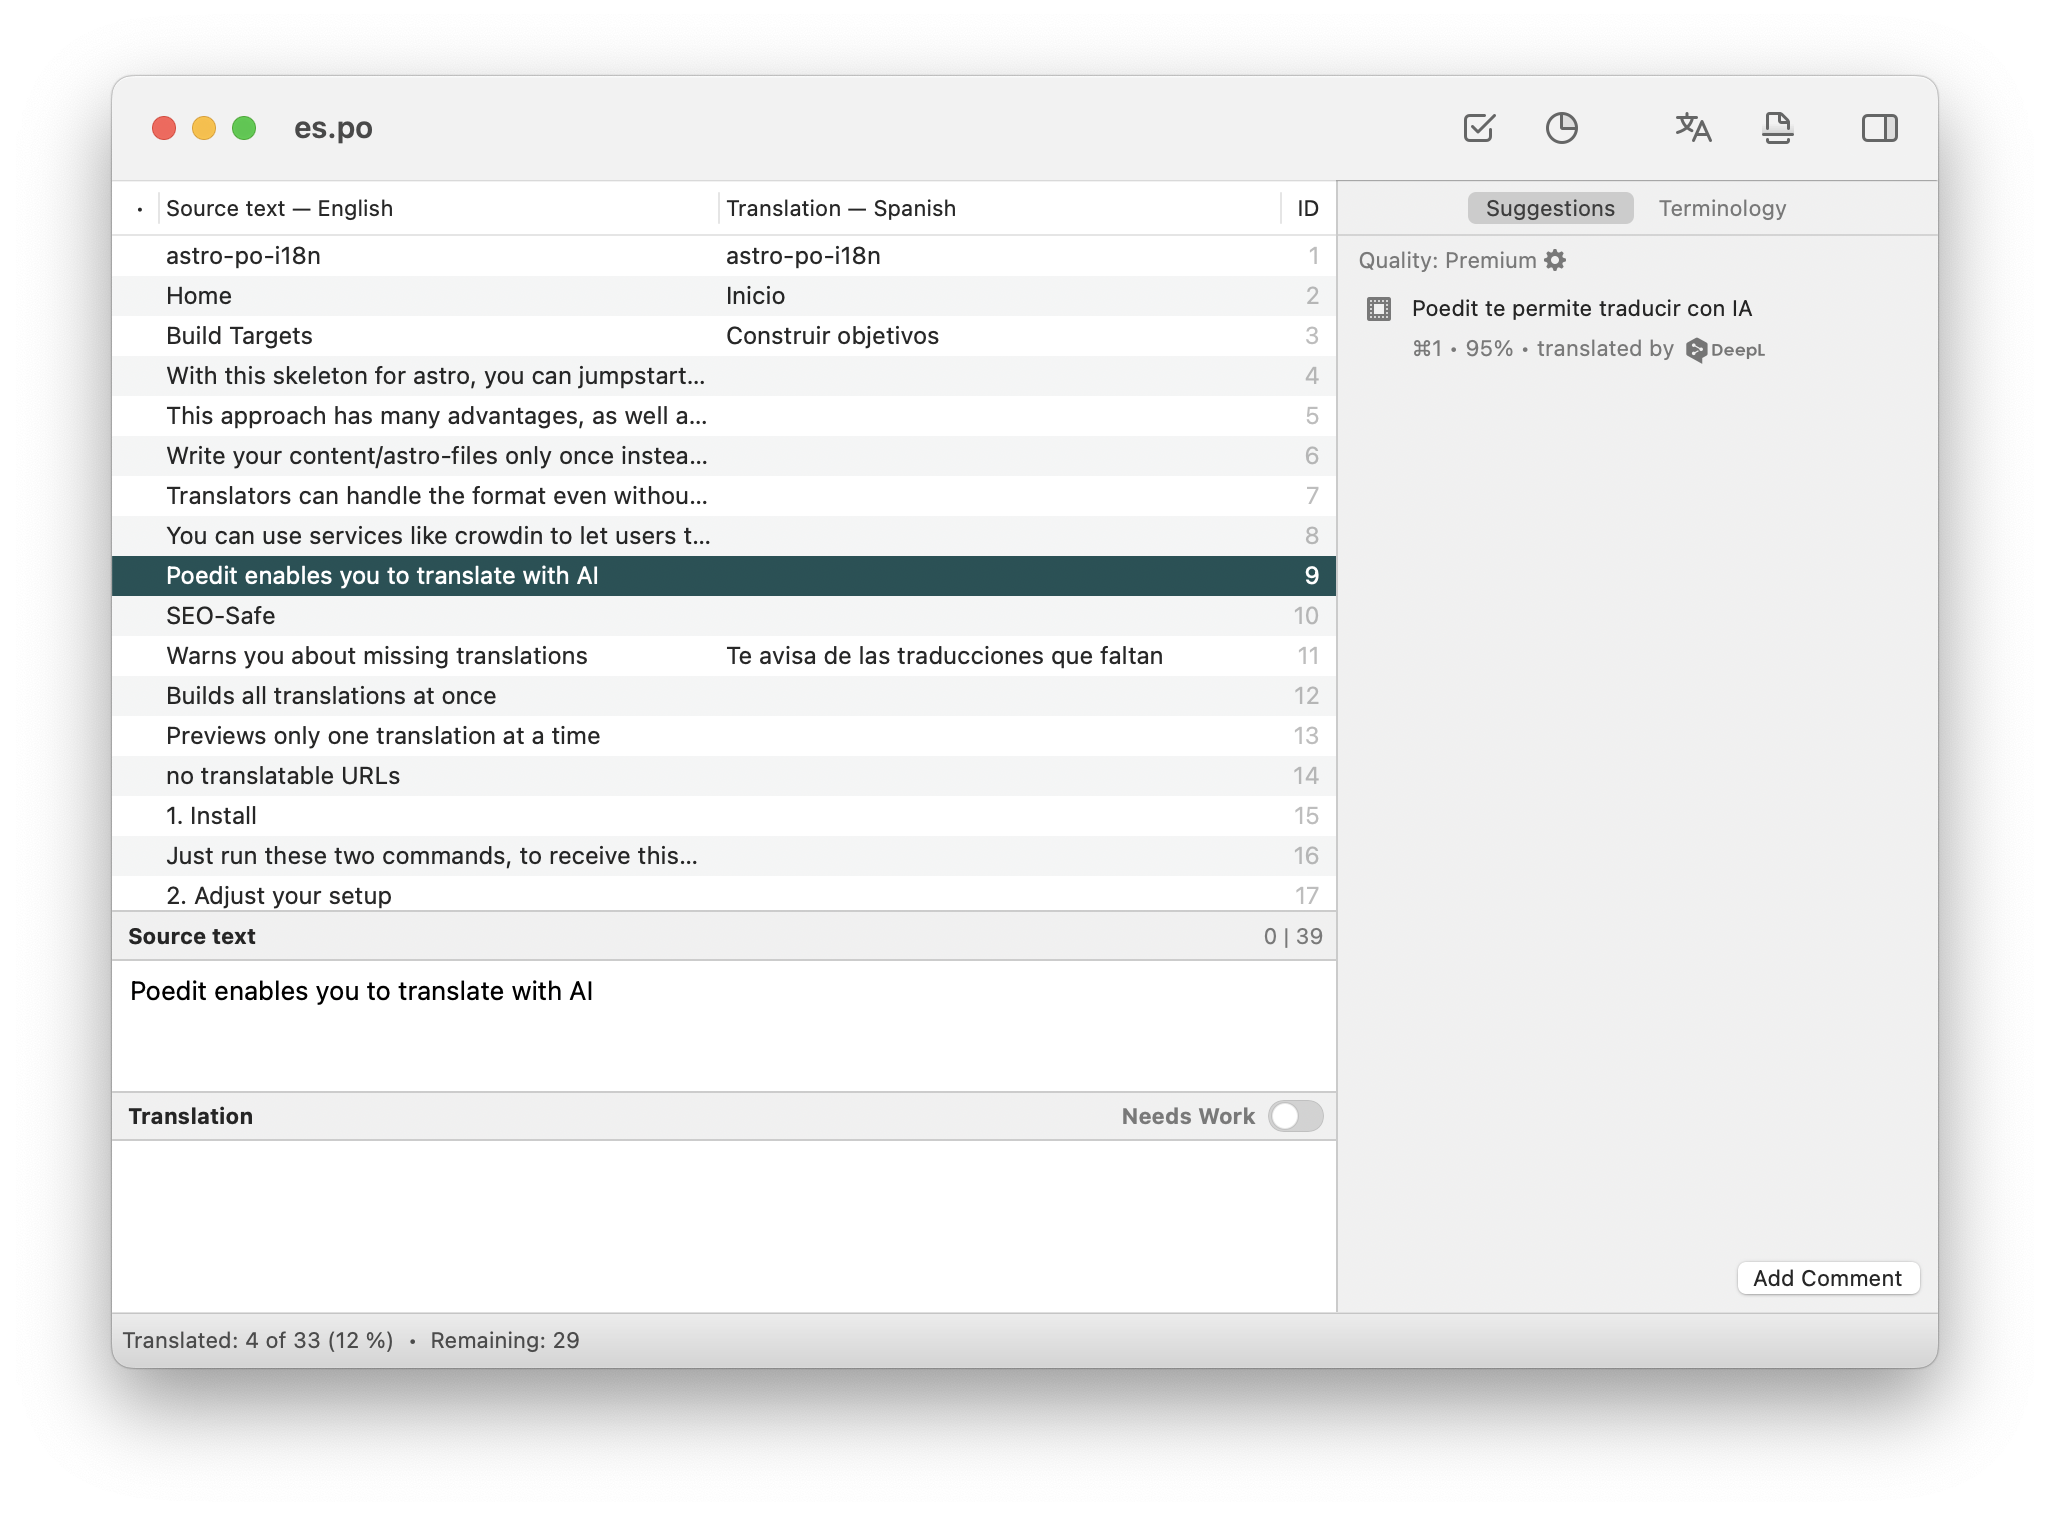 es.po
· Source text — English Translation — Spanish ID
astro-po-i18n astro-po-i18n 1
Home Inicio 2
Build Targets Construir objetivos 3
With this skeleton for astro, you can jumpstart... 4
This approach has many advantages, as well a... 5
Write your content/astro-files only once instea... 6
Translators can handle the format even withou... 7
You can use services like crowdin to let users t... 8
Poedit enables you to translate with AI 9
SEO-Safe 10
Warns you about missing translations Te avisa de las traducciones que faltan 11
Builds all translations at once 12
Previews only one translation at a time 13
no translatable URLs 14
1. Install 15
Just run these two commands, to receive this... 16
2. Adjust your setup 17
Source text 0 | 39
Poedit enables you to translate with AI
Translation Needs Work
Suggestions Terminology
Quality: Premium
Poedit te permite traducir con IA
⌘1 • 95% • translated by DeepL
Add Comment
Translated: 4 of 33 (12 %) • Remaining: 29